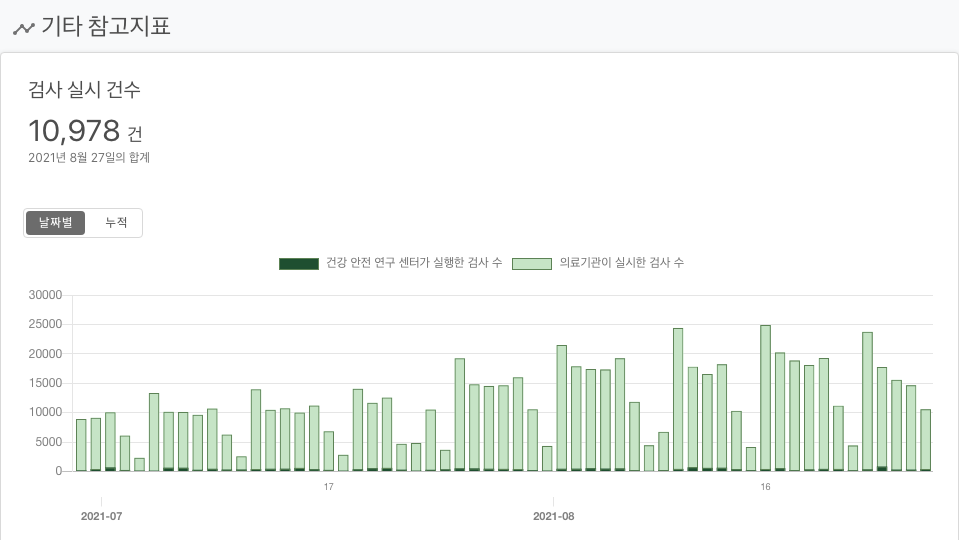 기타 참고지표
검사 실시 건수
10,978 건
2021년 8월 27일의 합계
날짜별 누적
건강 안전 연구 센터가 실행한 검사 수 의료기관이 실시한 검사 수
30000
25000
20000
15000
10000
5000
0
17 16
2021-07 2021-08